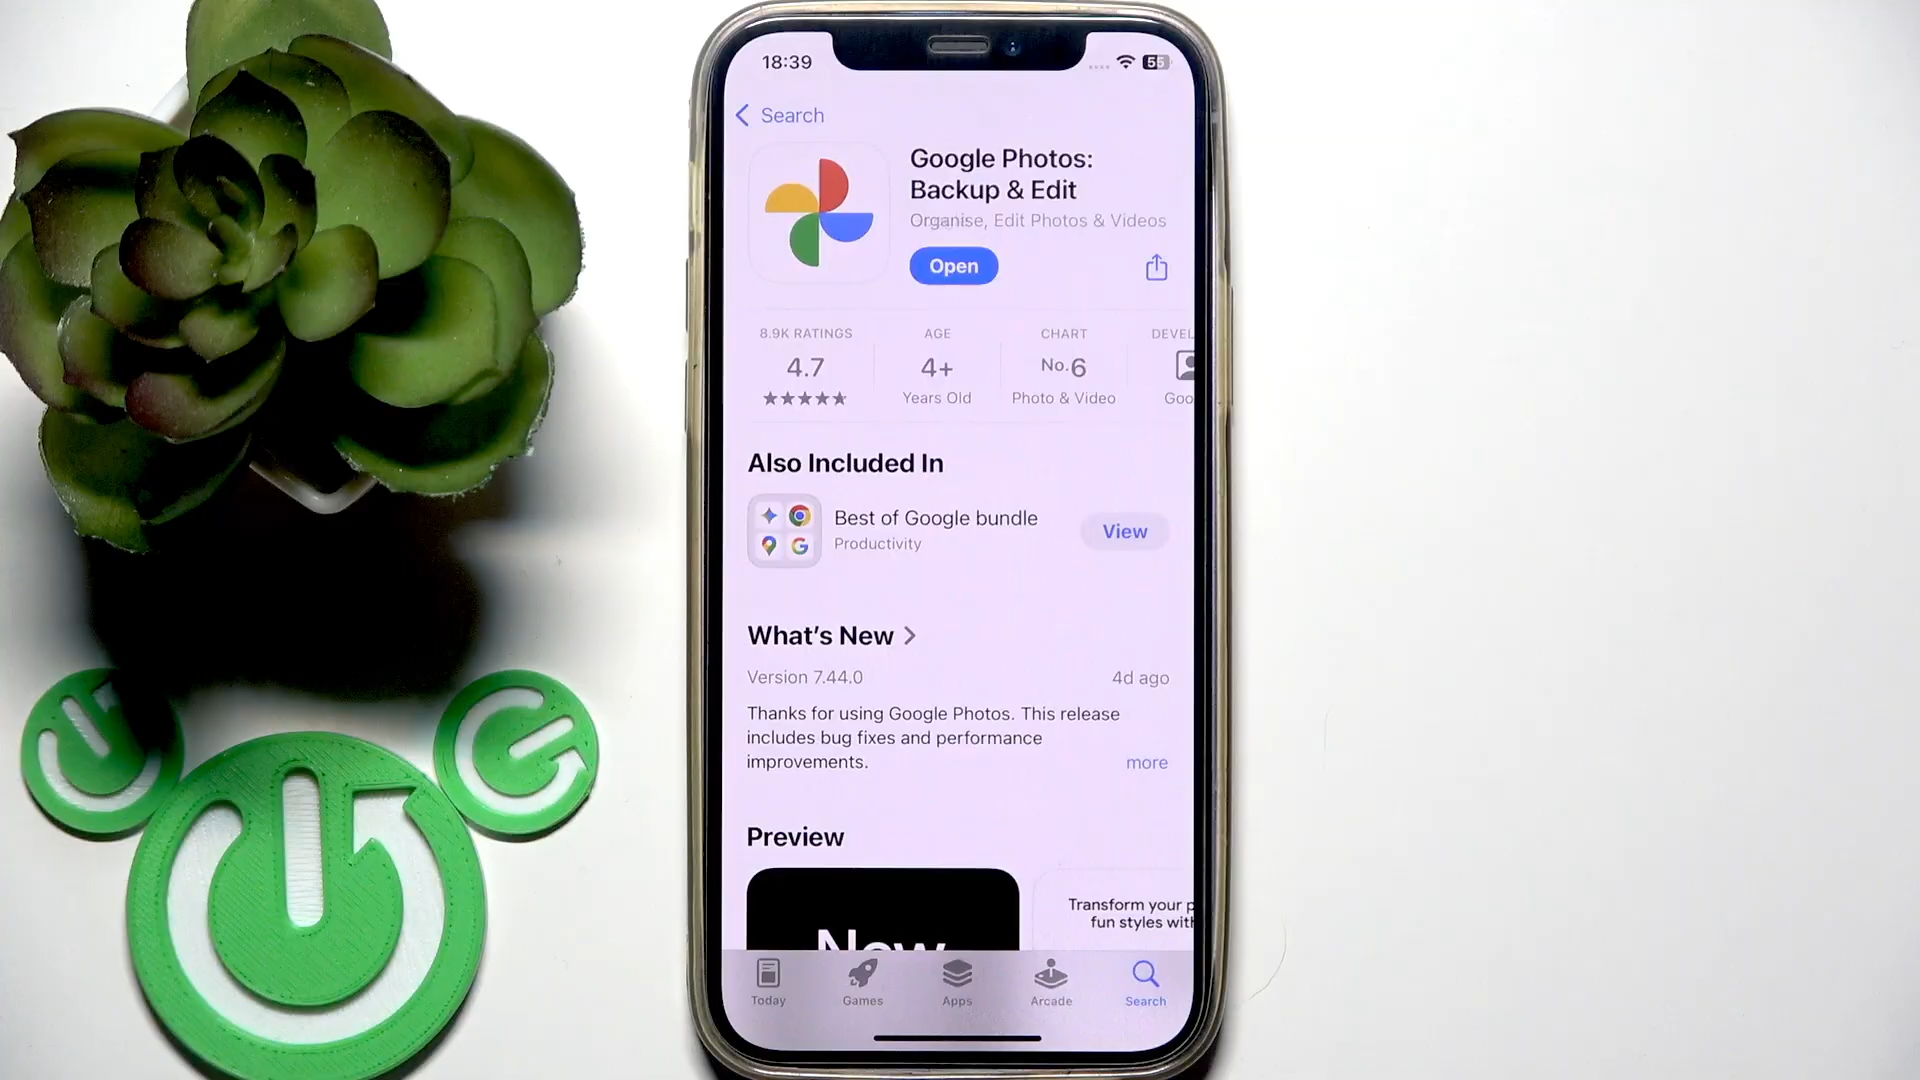 18:39
55
Search
Google Photos:
Backup & Edit
Organise, Edit Photos & Videos
Open
8.9K RATINGS
4.7
AGE
4+
Years Old
CHART
No.6
Photo & Video
DEVEL
Goo
Also Included In
Best of Google bundle
Productivity
View
What's New
Version 7.44.0
4d ago
Thanks for using Google Photos. This release
includes bug fixes and performance
improvements.
more
Preview
New
Transform your p
fun styles with
Today
Games
Apps
Arcade
Search